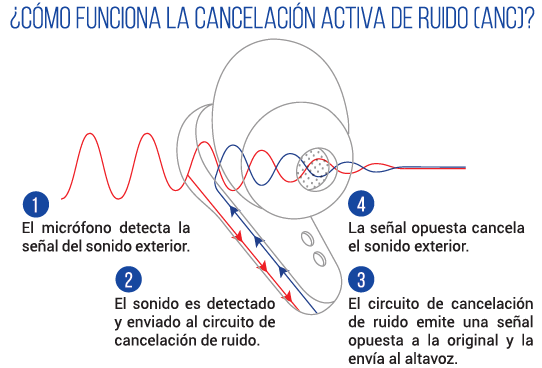 ¿CÓMO FUNCIONA LA CANCELACIÓN ACTIVA DE RUIDO (ANC)?
1
El micrófono detecta la
señal del sonido exterior.
2
El sonido es detectado
y enviado al circuito de
cancelación de ruido.
3
El circuito de cancelación
de ruido emite una señal
opuesta a la original y la
envía al altavoz.
4
La señal opuesta cancela
el sonido exterior.